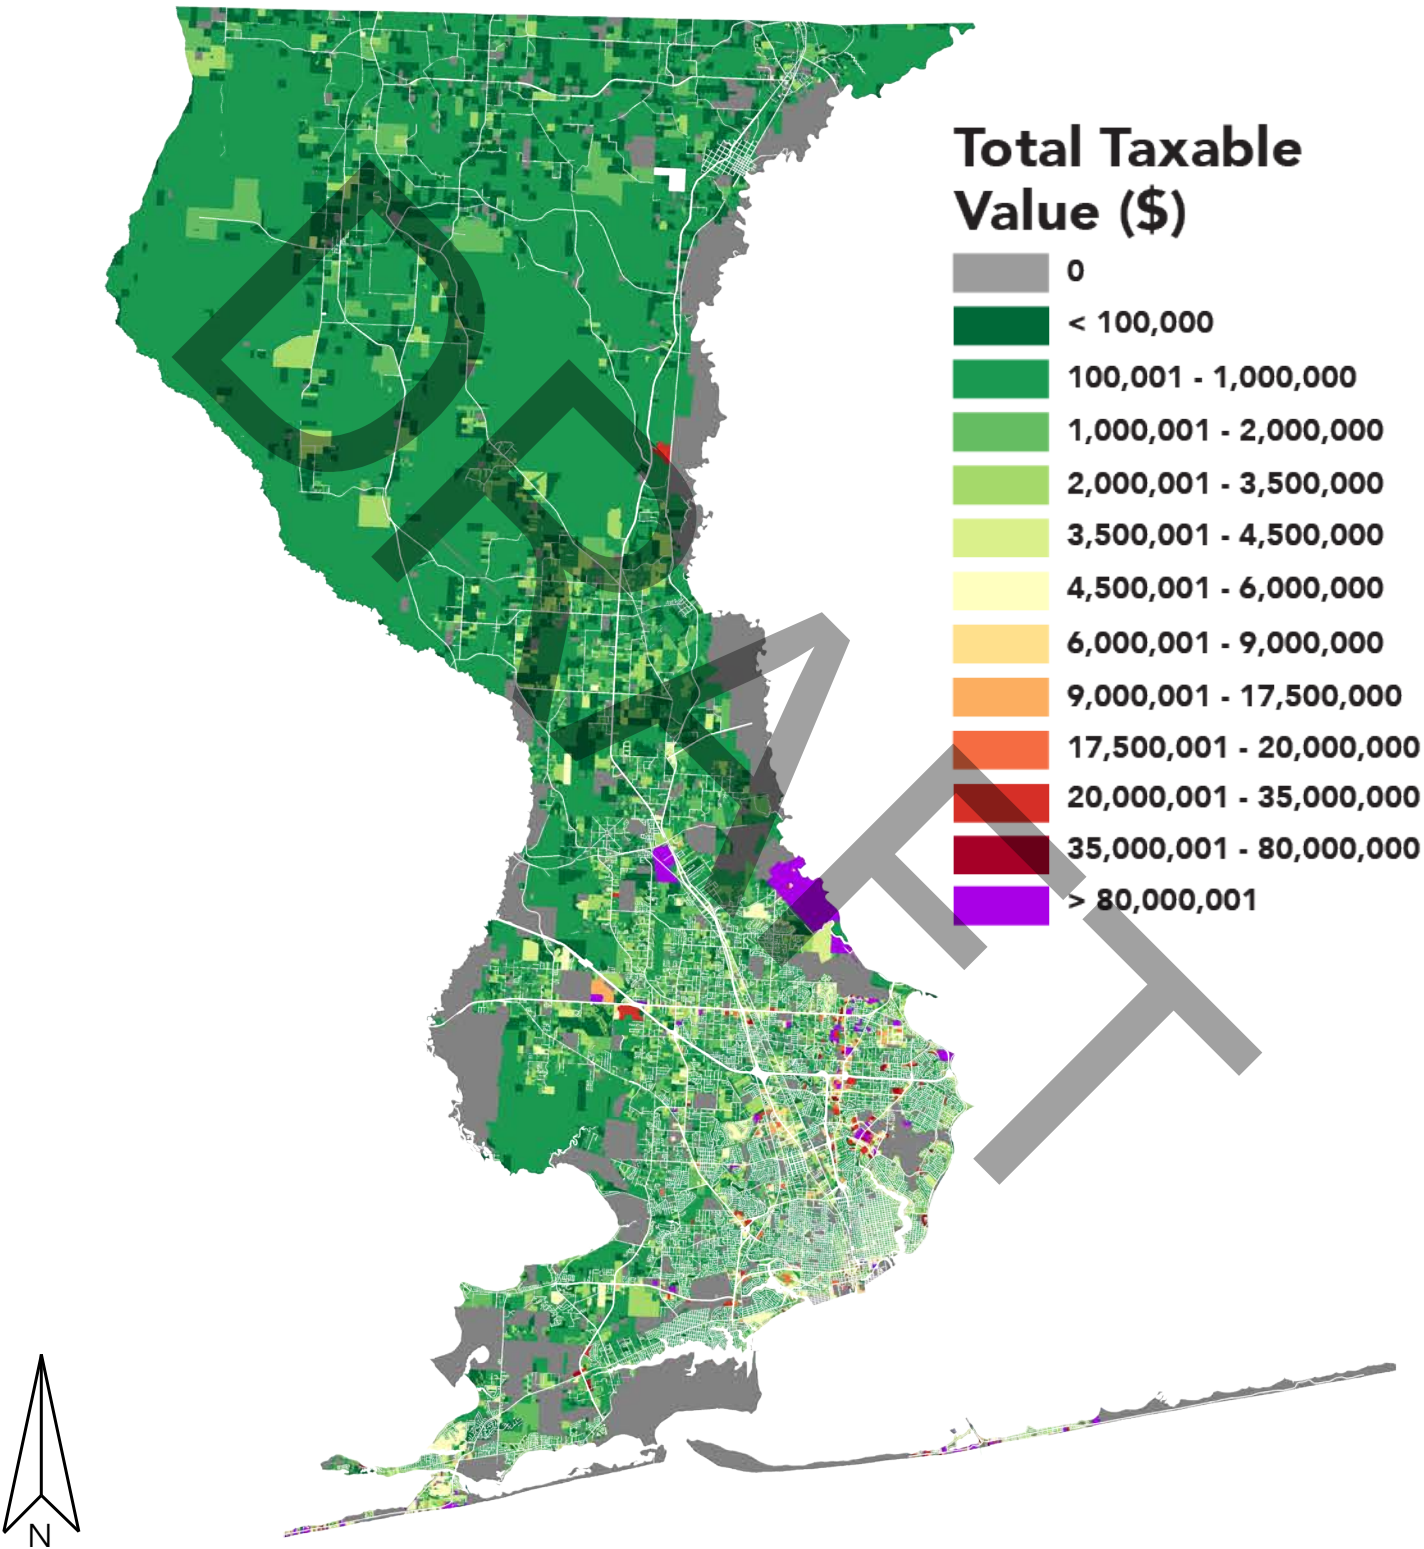 Total Taxable
Value ($)
0
< 100,000
100,001 - 1,000,000
1,000,001 - 2,000,000
2,000,001 - 3,500,000
3,500,001 - 4,500,000
4,500,001 - 6,000,000
6,000,001 - 9,000,000
9,000,001 - 17,500,000
17,500,001 - 20,000,000
20,000,001 - 35,000,000
35,000,001 - 80,000,000
> 80,000,001
DRAFT
N